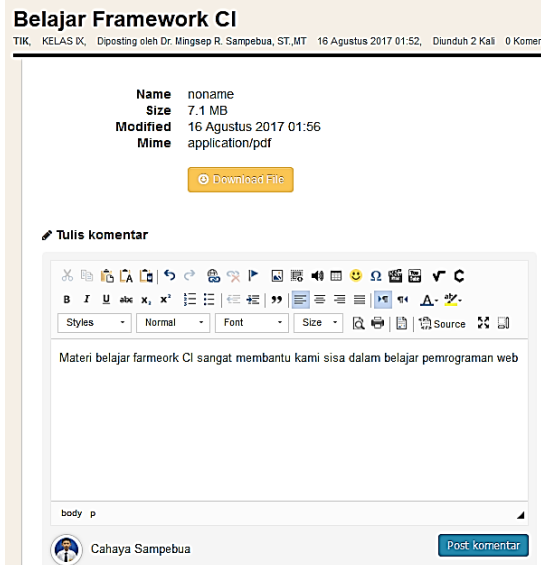 Belajar Framework CI
TIK, KELAS IX, Diposting oleh Dr. Mingsep R. Sampebua, ST.,MT 16 Agustus 2017 01:52, Diunduh 2 Kali 0 Komen
Name noname
Size 7.1 MB
Modified 16 Agustus 2017 01:56
Mime application/pdf
Download File
Tulis komentar
B I U abc x₂ x² A
Styles Normal Font Size Source
Materi belajar farmeork CI sangat membantu kami sisa dalam belajar pemrograman web
body p
Cahaya Sampebua Post komentar